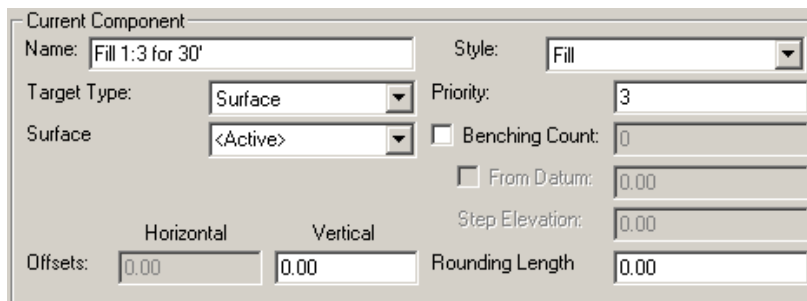 Current Component
Name: Fill 1:3 for 30' Style: Fill
Target Type: Surface Priority: 3
Surface <Active> Benching Count: 0
From Datum: 0.00
Step Elevation: 0.00
Horizontal Vertical
Offsets: 0.00 0.00 Rounding Length 0.00